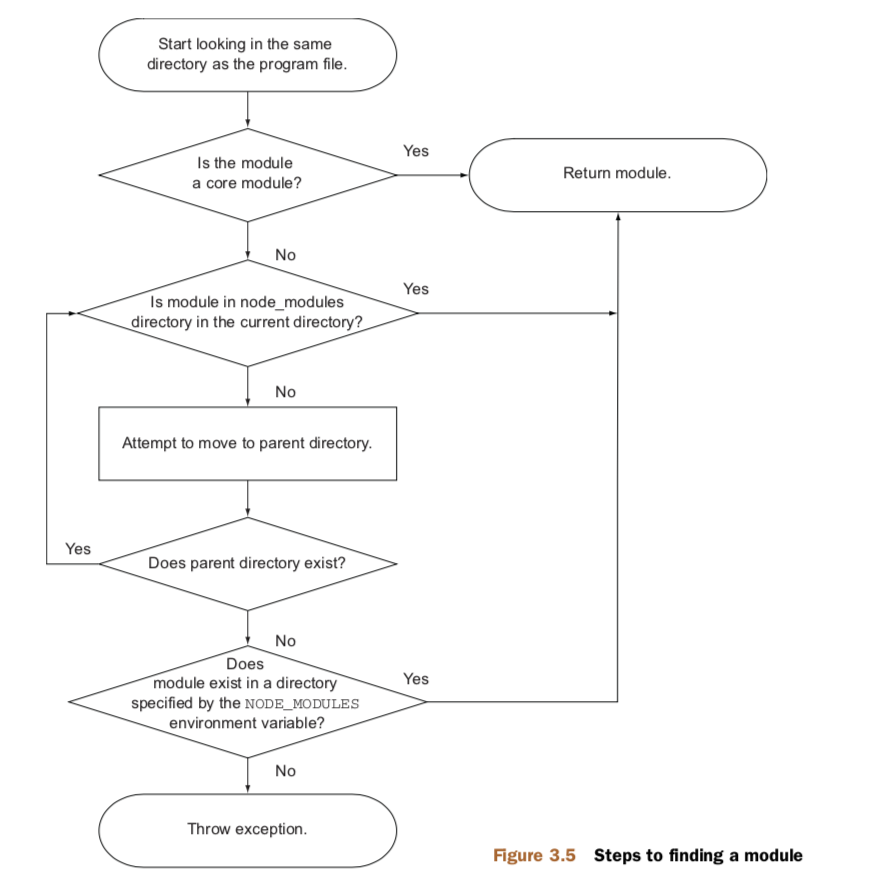 Start looking in the same
directory as the program file.
Is the module
a core module?
Yes
Return module.
No
Is module in node_modules
directory in the current directory?
Yes
No
Attempt to move to parent directory.
Yes
Does parent directory exist?
No
Does
module exist in a directory
specified by the NODE_MODULES
environment variable?
Yes
No
Throw exception.
Figure 3.5 Steps to finding a module